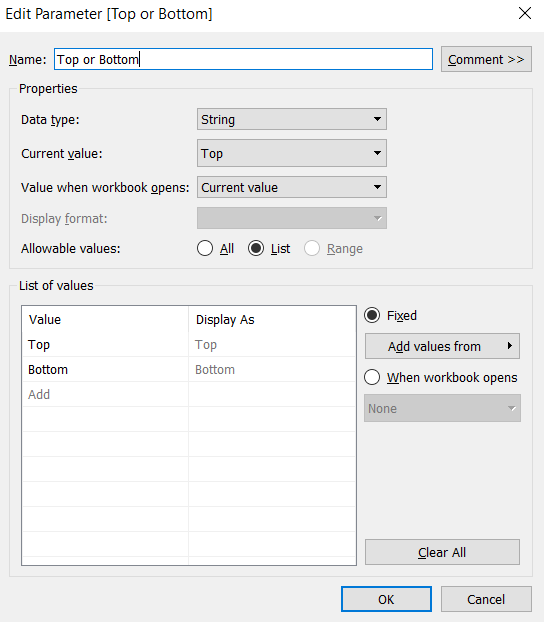 Edit Parameter [Top or Bottom]
Name: Top or Bottom Comment >>
Properties
Data type: String
Current value: Top
Value when workbook opens: Current value
Display format:
Allowable values: All List Range
List of values
Value Display As
Top Top
Bottom Bottom
Add
Fixed
Add values from
When workbook opens
None
Clear All
OK Cancel